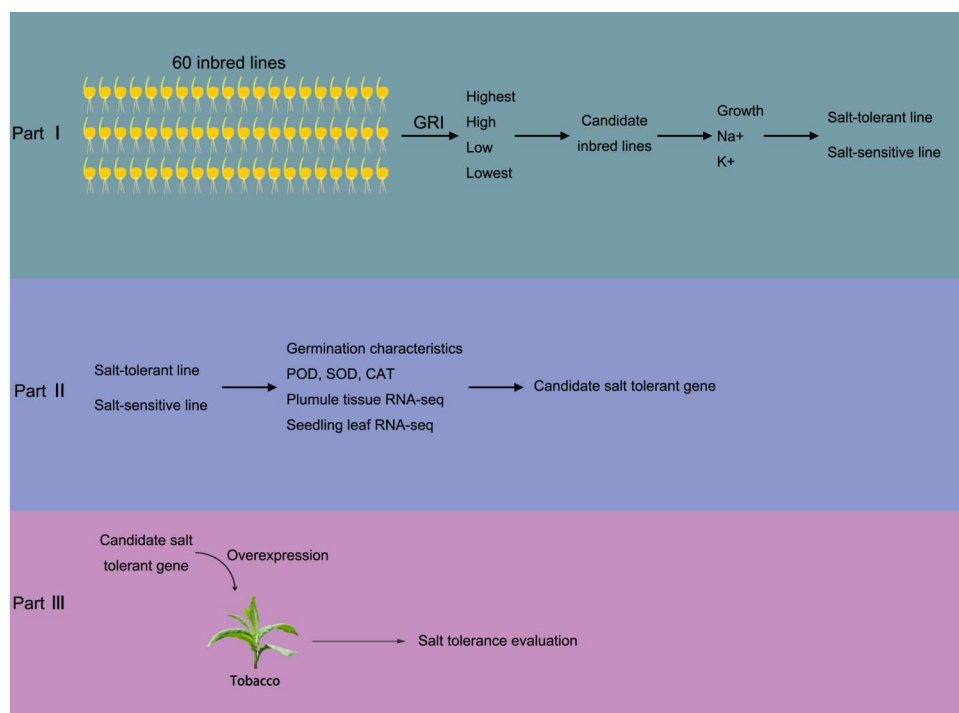 60 inbred lines
Part Ⅰ
GRI
Highest
High
Low
Lowest
Candidate
inbred lines
Growth
Na+
K+
Salt-tolerant line
Salt-sensitive line
Part Ⅱ
Salt-tolerant line
Salt-sensitive line
Germination characteristics
POD, SOD, CAT
Plumule tissue RNA-seq
Seedling leaf RNA-seq
Candidate salt tolerant gene
Part Ⅲ
Candidate salt
tolerant gene
Overexpression
Tobacco
Salt tolerance evaluation